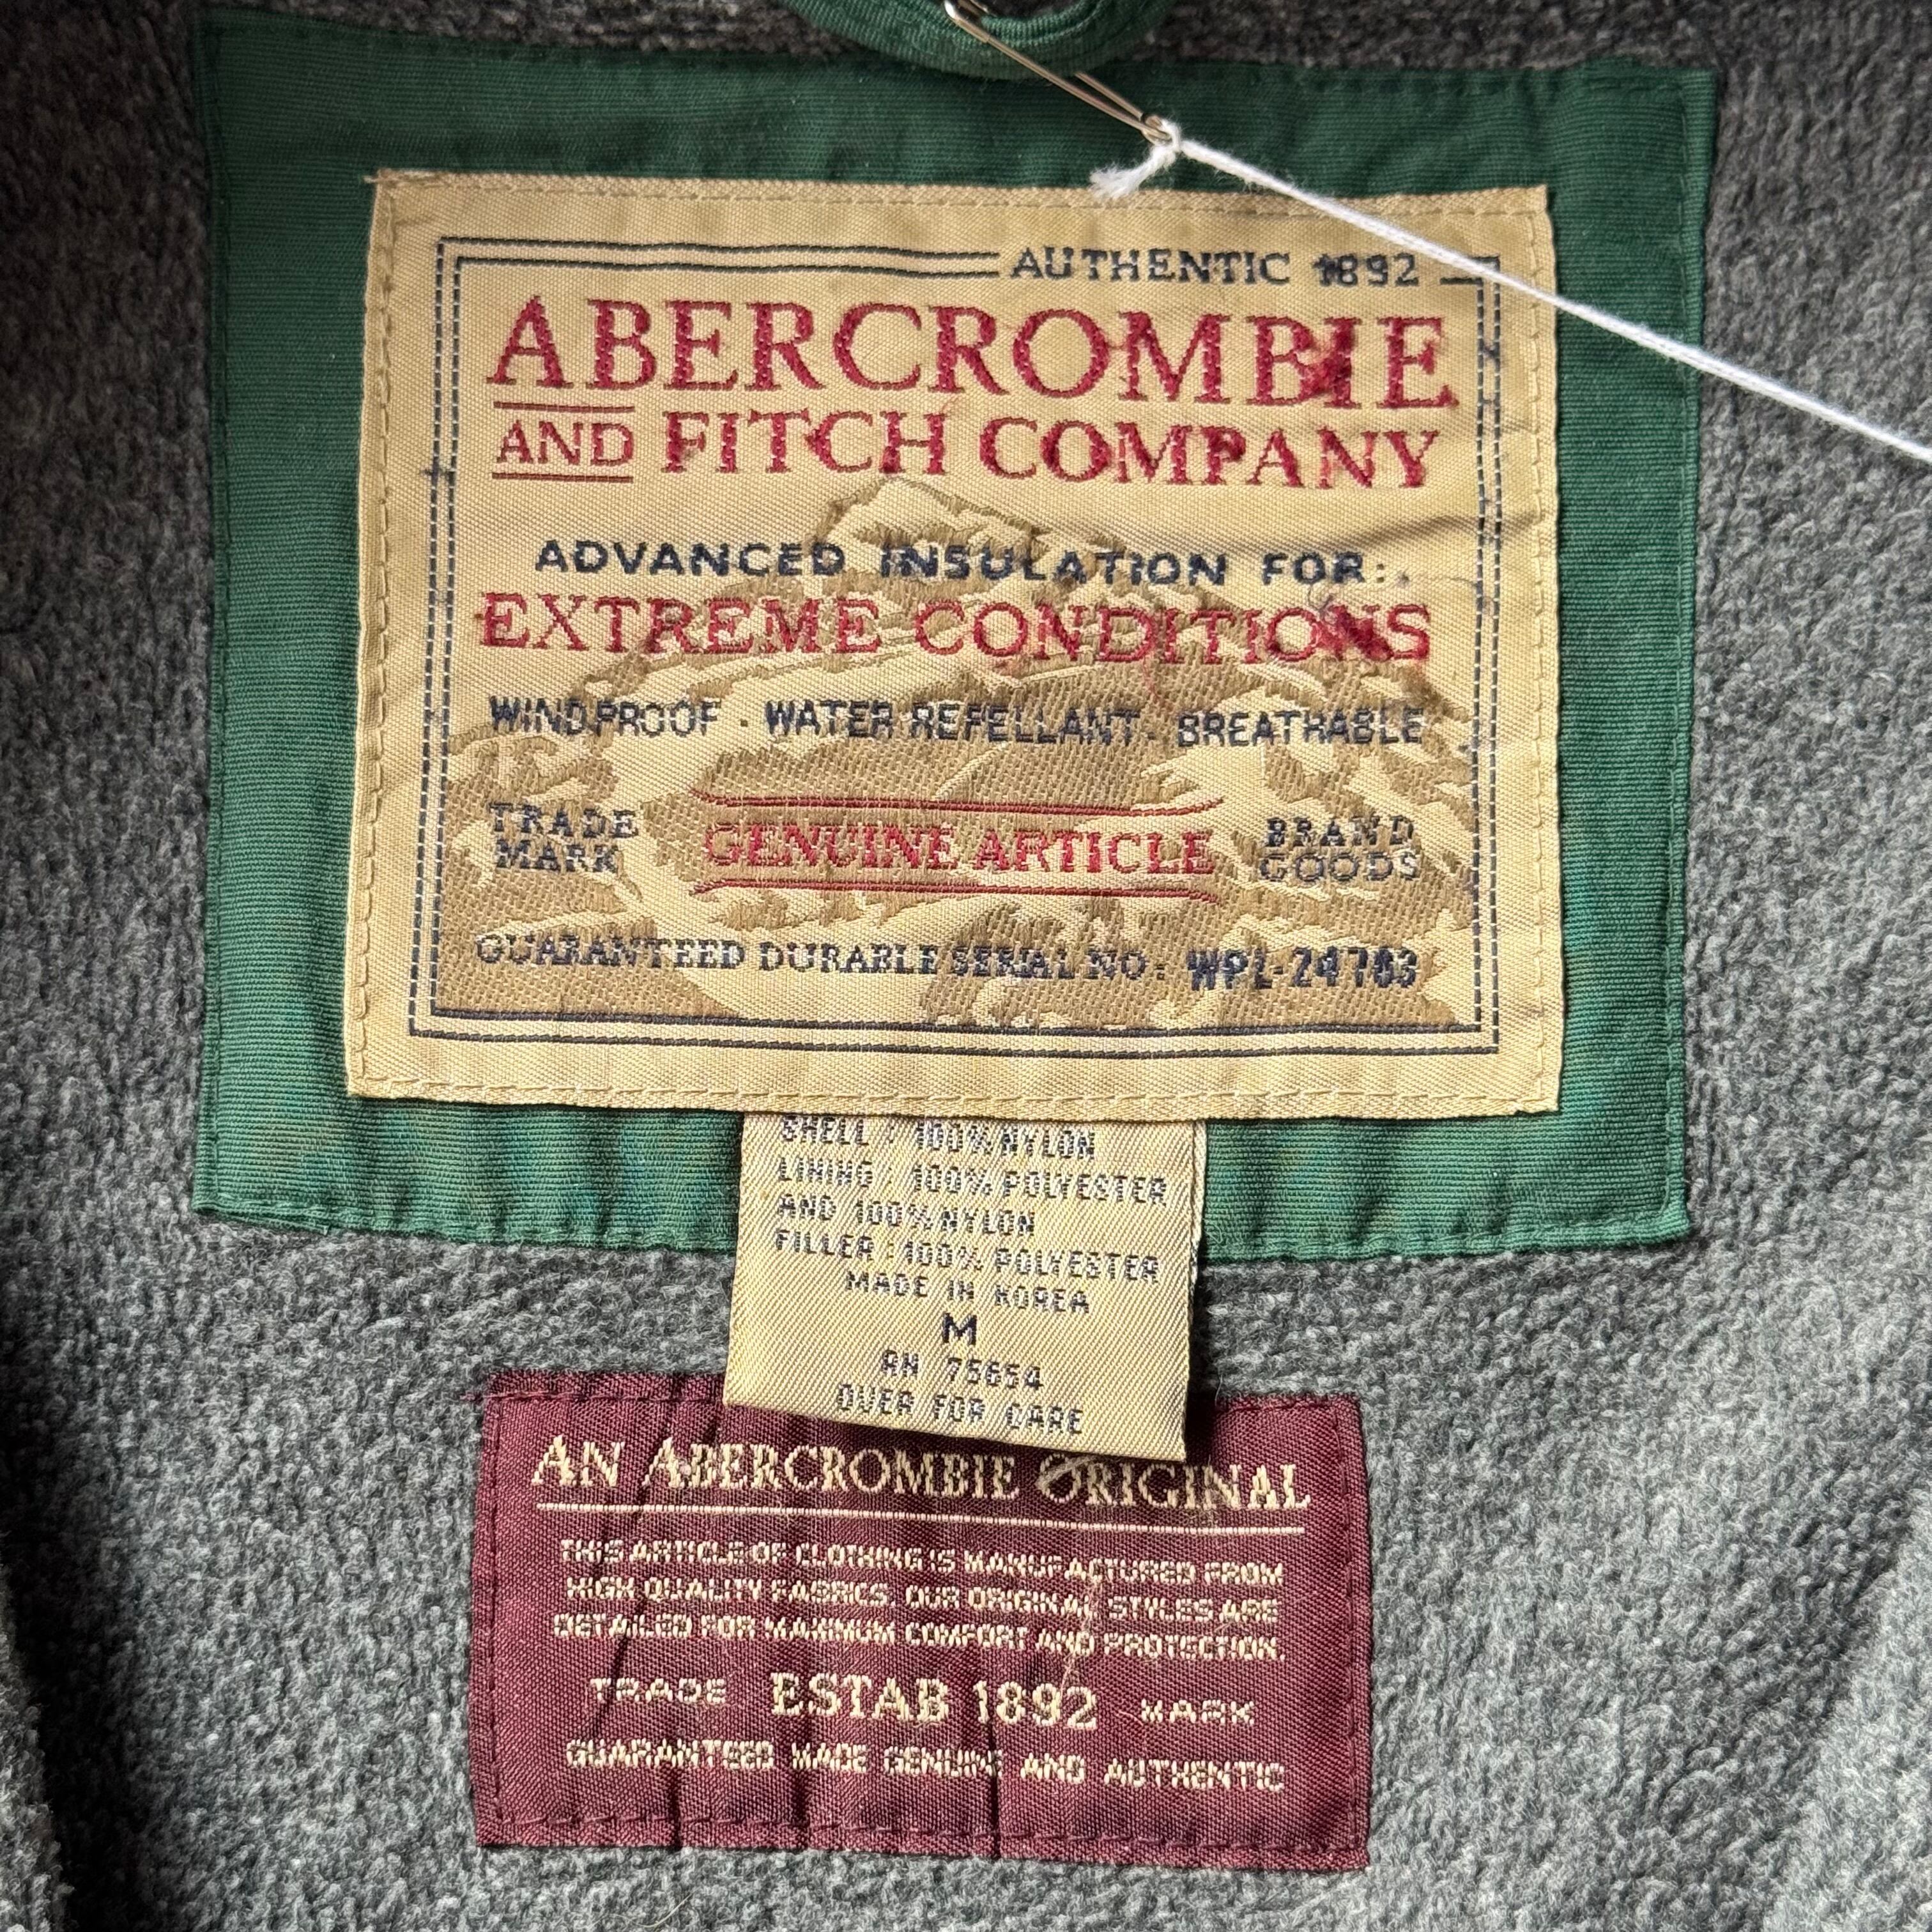 AUTHENTIC 1892
ABERCROMBIE
AND FITCH COMPANY
ADVANCED INSULATION FOR:
EXTREME CONDITIONS
WINDPROOF · WATER REPELLANT · BREATHABLE
TRADE MARK GENUINE ARTICLE BRAND GOODS
GUARANTEED DURABLE SERIAL NO: WPL-24783
SHELL : 100% NYLON
LINING : 100% POLYESTER
AND 100% NYLON
FILLER : 100% POLYESTER
MADE IN KOREA
M
RN 75654
OVER FOR CARE
AN ABERCROMBIE ORIGINAL
THIS ARTICLE OF CLOTHING IS MANUFACTURED FROM
HIGH QUALITY FABRICS. OUR ORIGINAL STYLES ARE
DETAILED FOR MAXIMUM COMFORT AND PROTECTION.
TRADE ESTAB 1892 MARK
GUARANTEED MADE GENUINE AND AUTHENTIC